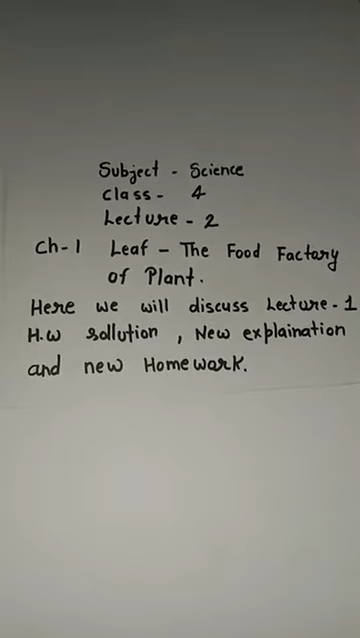 Subject - Science
Class - 4
Lecture - 2
Ch-1 Leaf - The Food Factory
of Plant.
Here we will discuss Lecture-1
H.W sollution, New explaination
and new Homework.